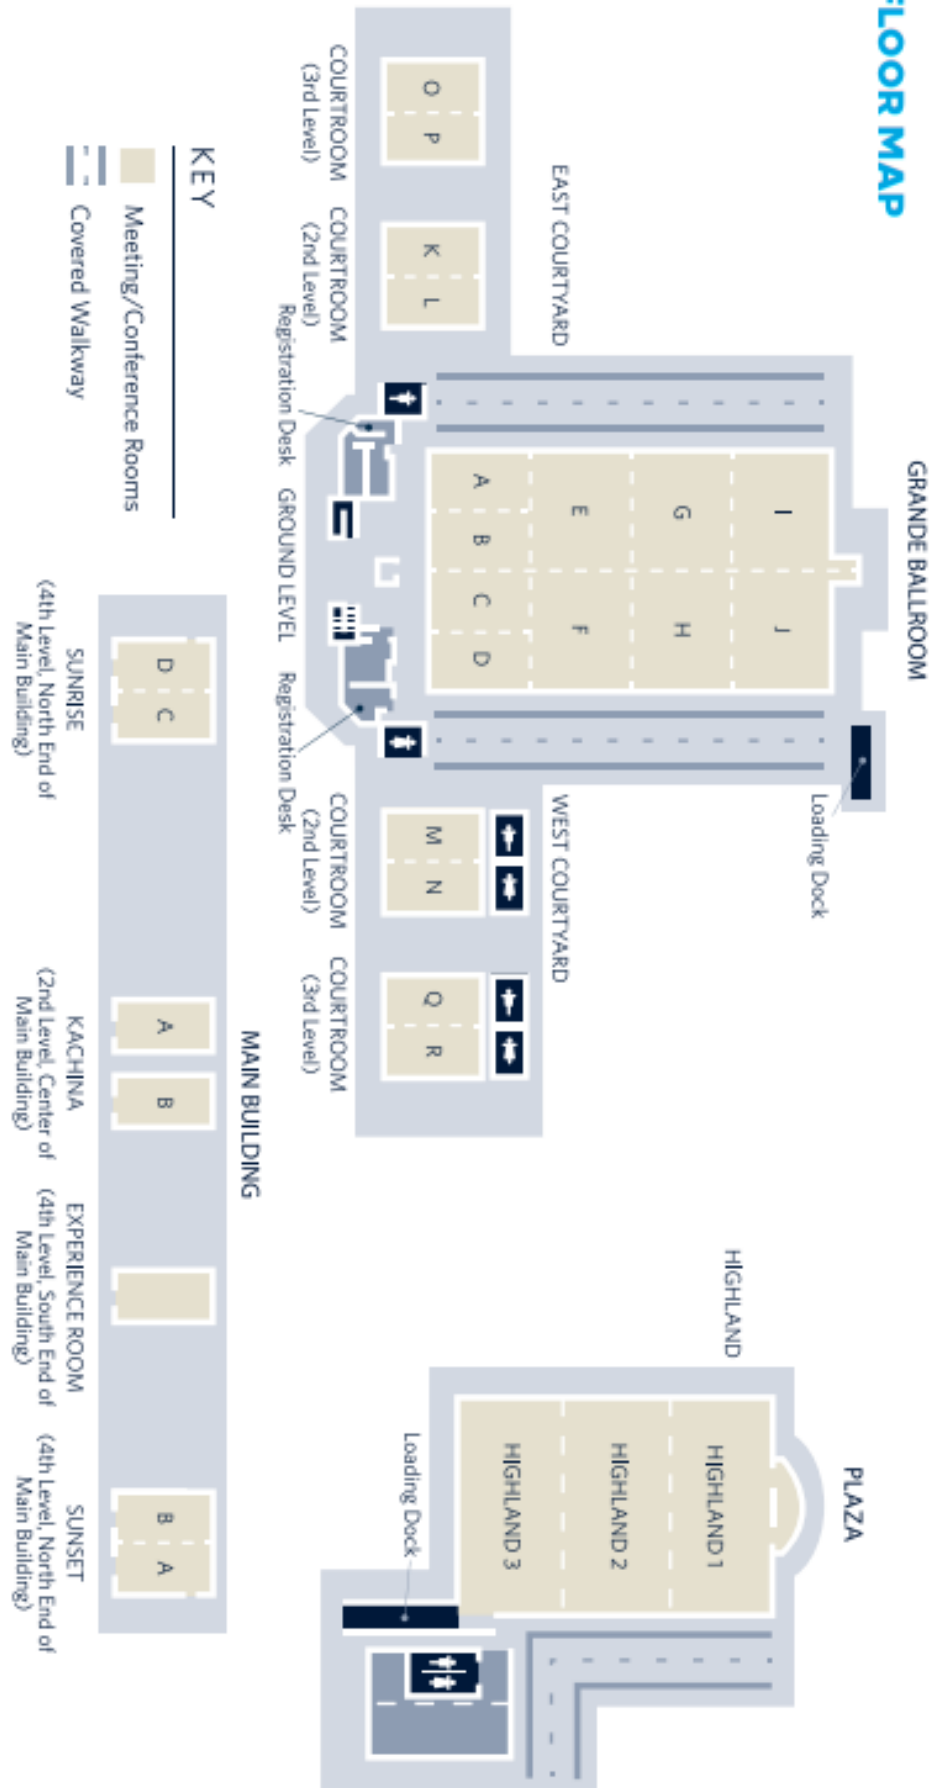 FLOOR MAP
GRANDE BALLROOM
PLAZA
Loading Dock
I
J
G
H
E
F
A
B
C
D
HIGHLAND
HIGHLAND 1
HIGHLAND 2
HIGHLAND 3
Loading Dock
EAST COURTYARD
WEST COURTYARD
O
P
K
L
M
N
Q
R
COURTROOM
(3rd Level)
COURTROOM
(2nd Level)
Registration Desk
GROUND LEVEL
Registration Desk
COURTROOM
(2nd Level)
COURTROOM
(3rd Level)
MAIN BUILDING
KEY
Meeting/Conference Rooms
Covered Walkway
D
C
A
B
B
A
SUNRISE
(4th Level, North End of
Main Building)
KACHINA
(2nd Level, Center of
Main Building)
EXPERIENCE ROOM
(4th Level, South End of
Main Building)
SUNSET
(4th Level, North End of
Main Building)